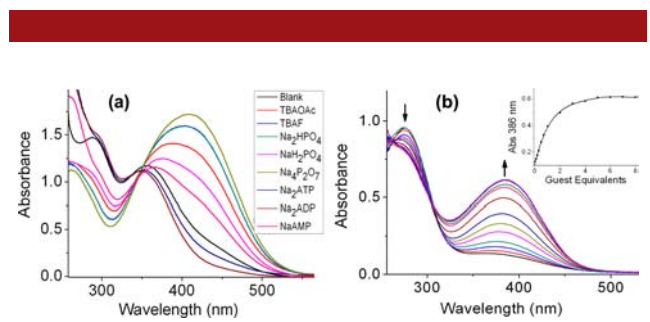 (a)
Absorbance
1.5
1.0
0.5
0.0
300
400
500
Wavelength (nm)
Blank
TBAOAc
TBAF
Na2HPO4
NaH2PO4
Na4P2O7
Na2ATP
Na2ADP
NaAMP
(b)
Absorbance
1.0
0.5
0.0
300
400
500
Wavelength (nm)
Abs 386 nm
0.6
0.4
0.2
0
2
4
6
8
Guest Equivalents